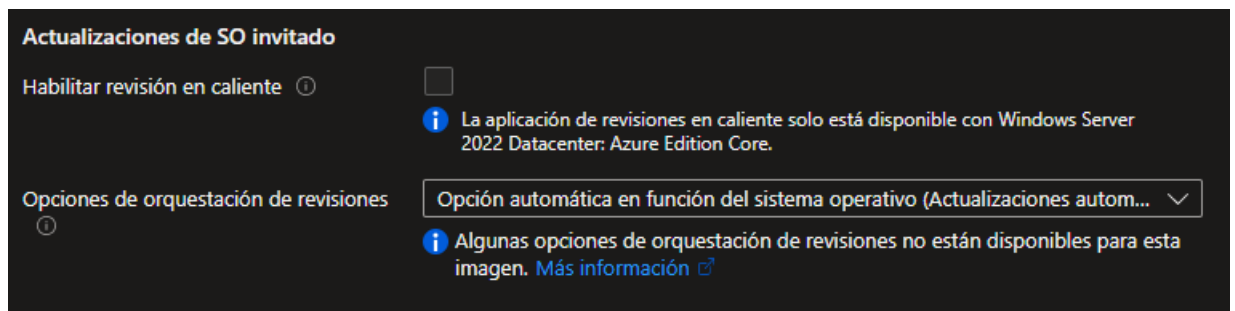 Actualizaciones de SO invitado
Habilitar revisión en caliente
La aplicación de revisiones en caliente solo está disponible con Windows Server
2022 Datacenter: Azure Edition Core.
Opciones de orquestación de revisiones
Opción automática en función del sistema operativo (Actualizaciones autom...
Algunas opciones de orquestación de revisiones no están disponibles para esta
imagen. Más información